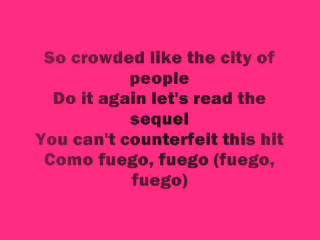 So crowded like the city of
people
Do it again let's read the
sequel
You can't counterfeit this hit
Como fuego, fuego (fuego,
fuego)